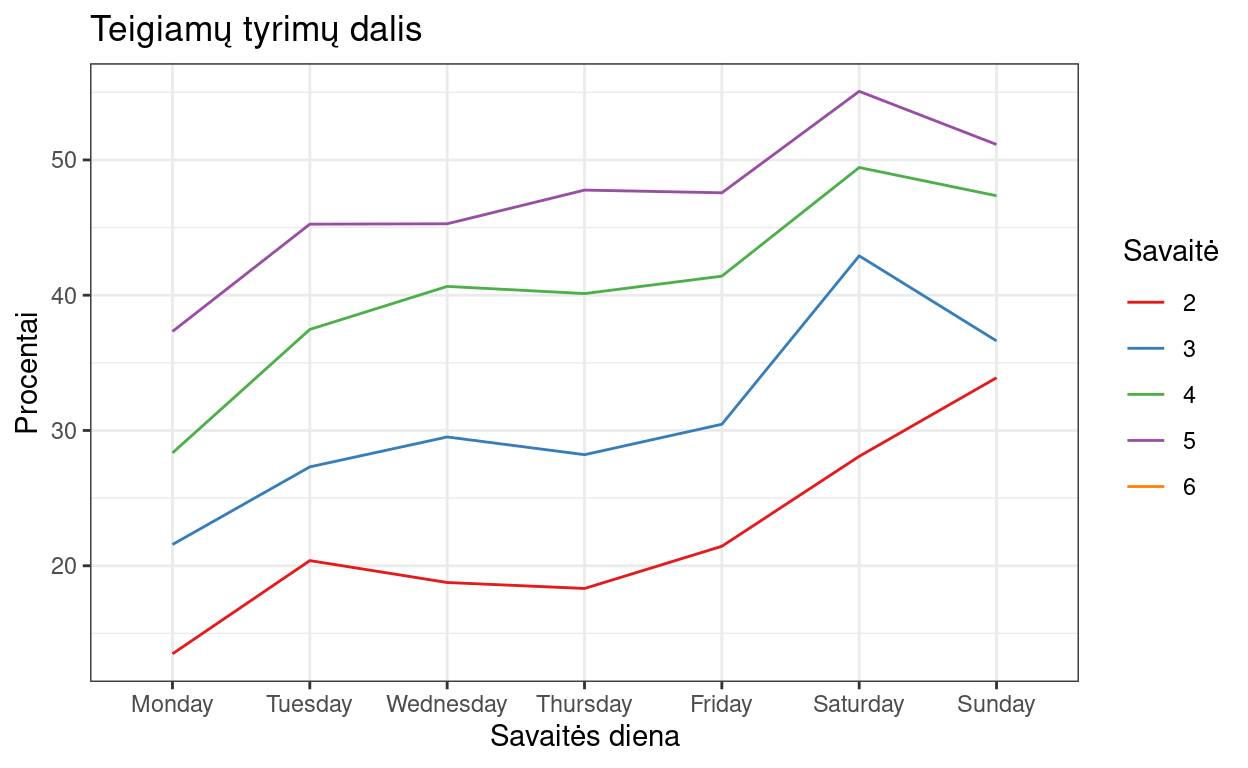 Teigiamų tyrimų dalis
Procentai
50
40
30
20
Monday Tuesday Wednesday Thursday Friday Saturday Sunday
Savaitės diena
Savaitė
2
3
4
5
6